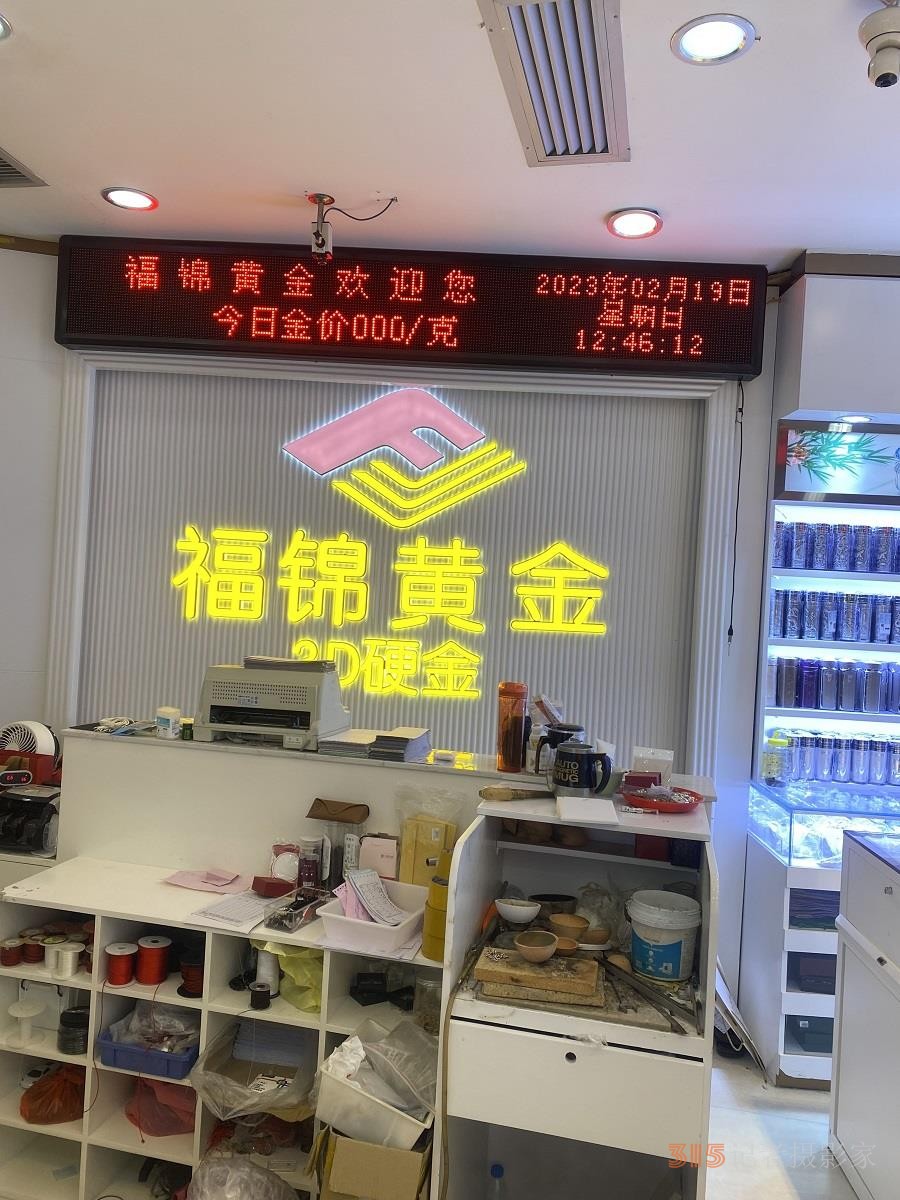 福锦黄金欢迎您
今日金价000/克
2023年02月19日
星期日
12:46:12
福锦黄金
3D硬金
AUTO
MAGNETIC
MUG
315
摄影家